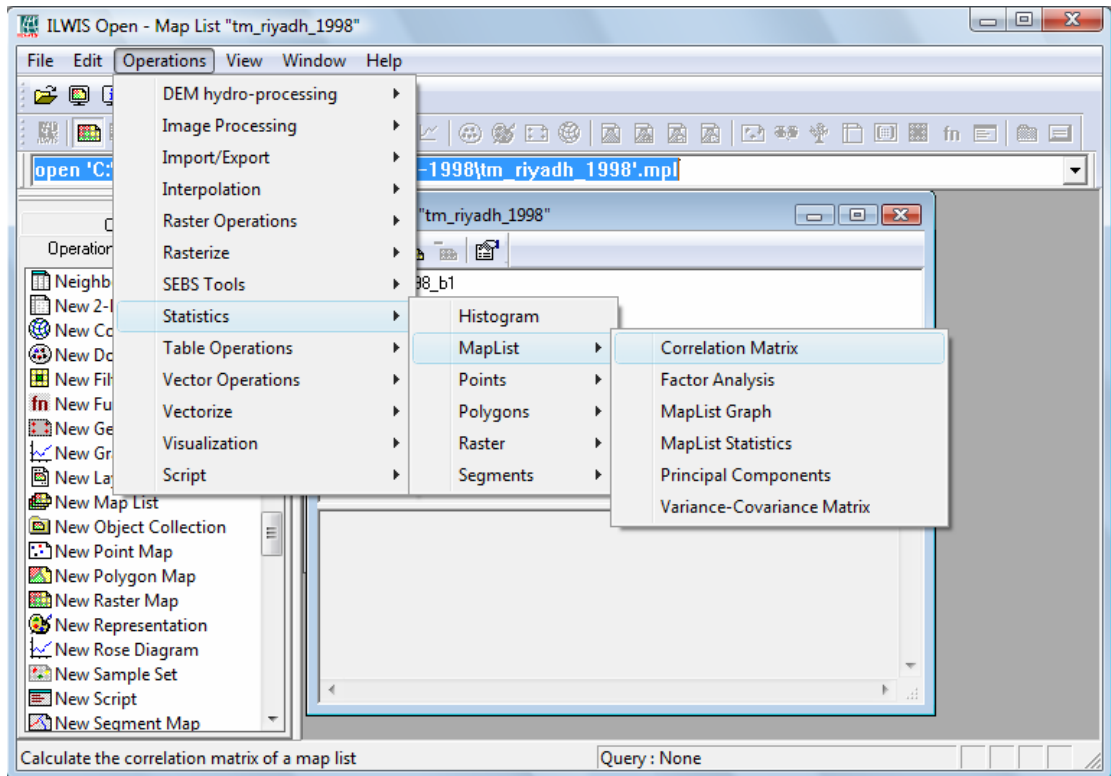 ILWIS Open - Map List "tm_riyadh_1998"
File Edit Operations View Window Help
open 'C:
-1998\tm_riyadh_1998'.mpl
DEM hydro-processing
Image Processing
Import/Export
Interpolation
Raster Operations
Rasterize
SEBS Tools
Statistics
Table Operations
Vector Operations
Vectorize
Visualization
Script
Histogram
MapList
Points
Polygons
Raster
Segments
Correlation Matrix
Factor Analysis
MapList Graph
MapList Statistics
Principal Components
Variance-Covariance Matrix
"tm_riyadh_1998"
98_b1
Operation
Neighb
New 2-
New Co
New Do
New Fil
fn New Fu
New Ge
New Gr
New La
New Map List
New Object Collection
New Point Map
New Polygon Map
New Raster Map
New Representation
New Rose Diagram
New Sample Set
New Script
New Segment Map
fn
Calculate the correlation matrix of a map list
Query : None